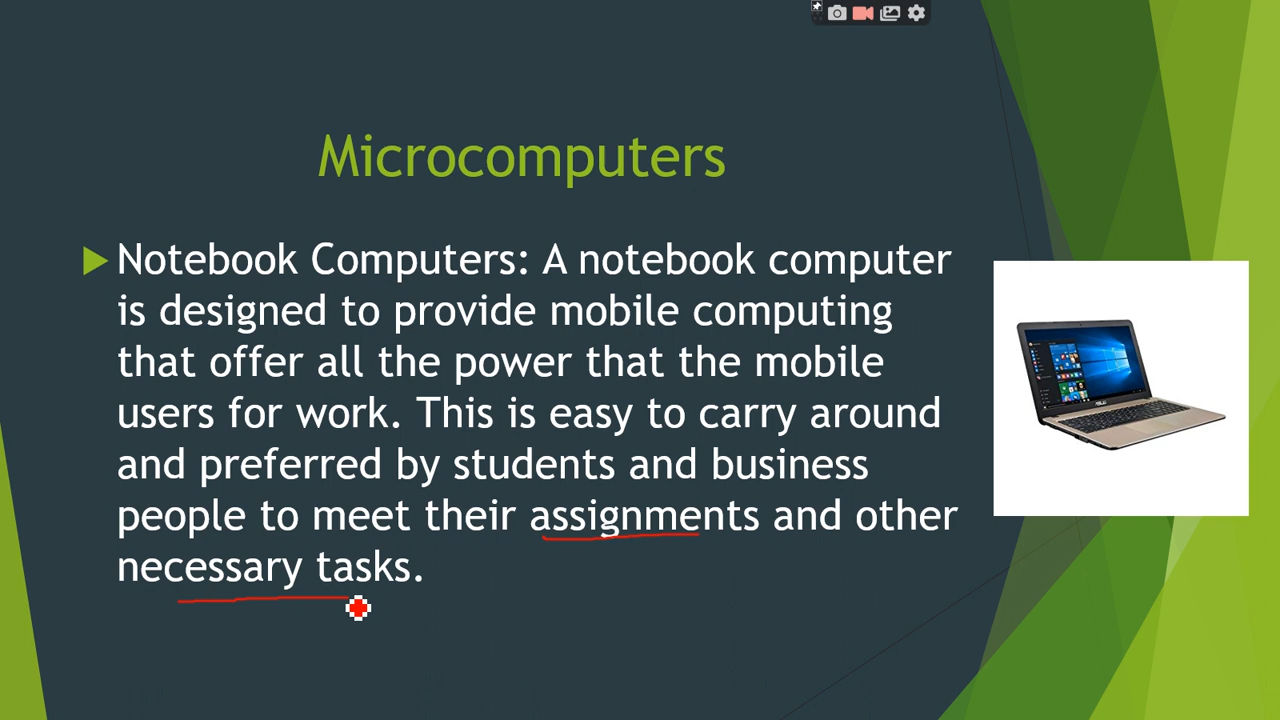 Microcomputers
Notebook Computers: A notebook computer
is designed to provide mobile computing
that offer all the power that the mobile
users for work. This is easy to carry around
and preferred by students and business
people to meet their assignments and other
necessary tasks.
ASUS